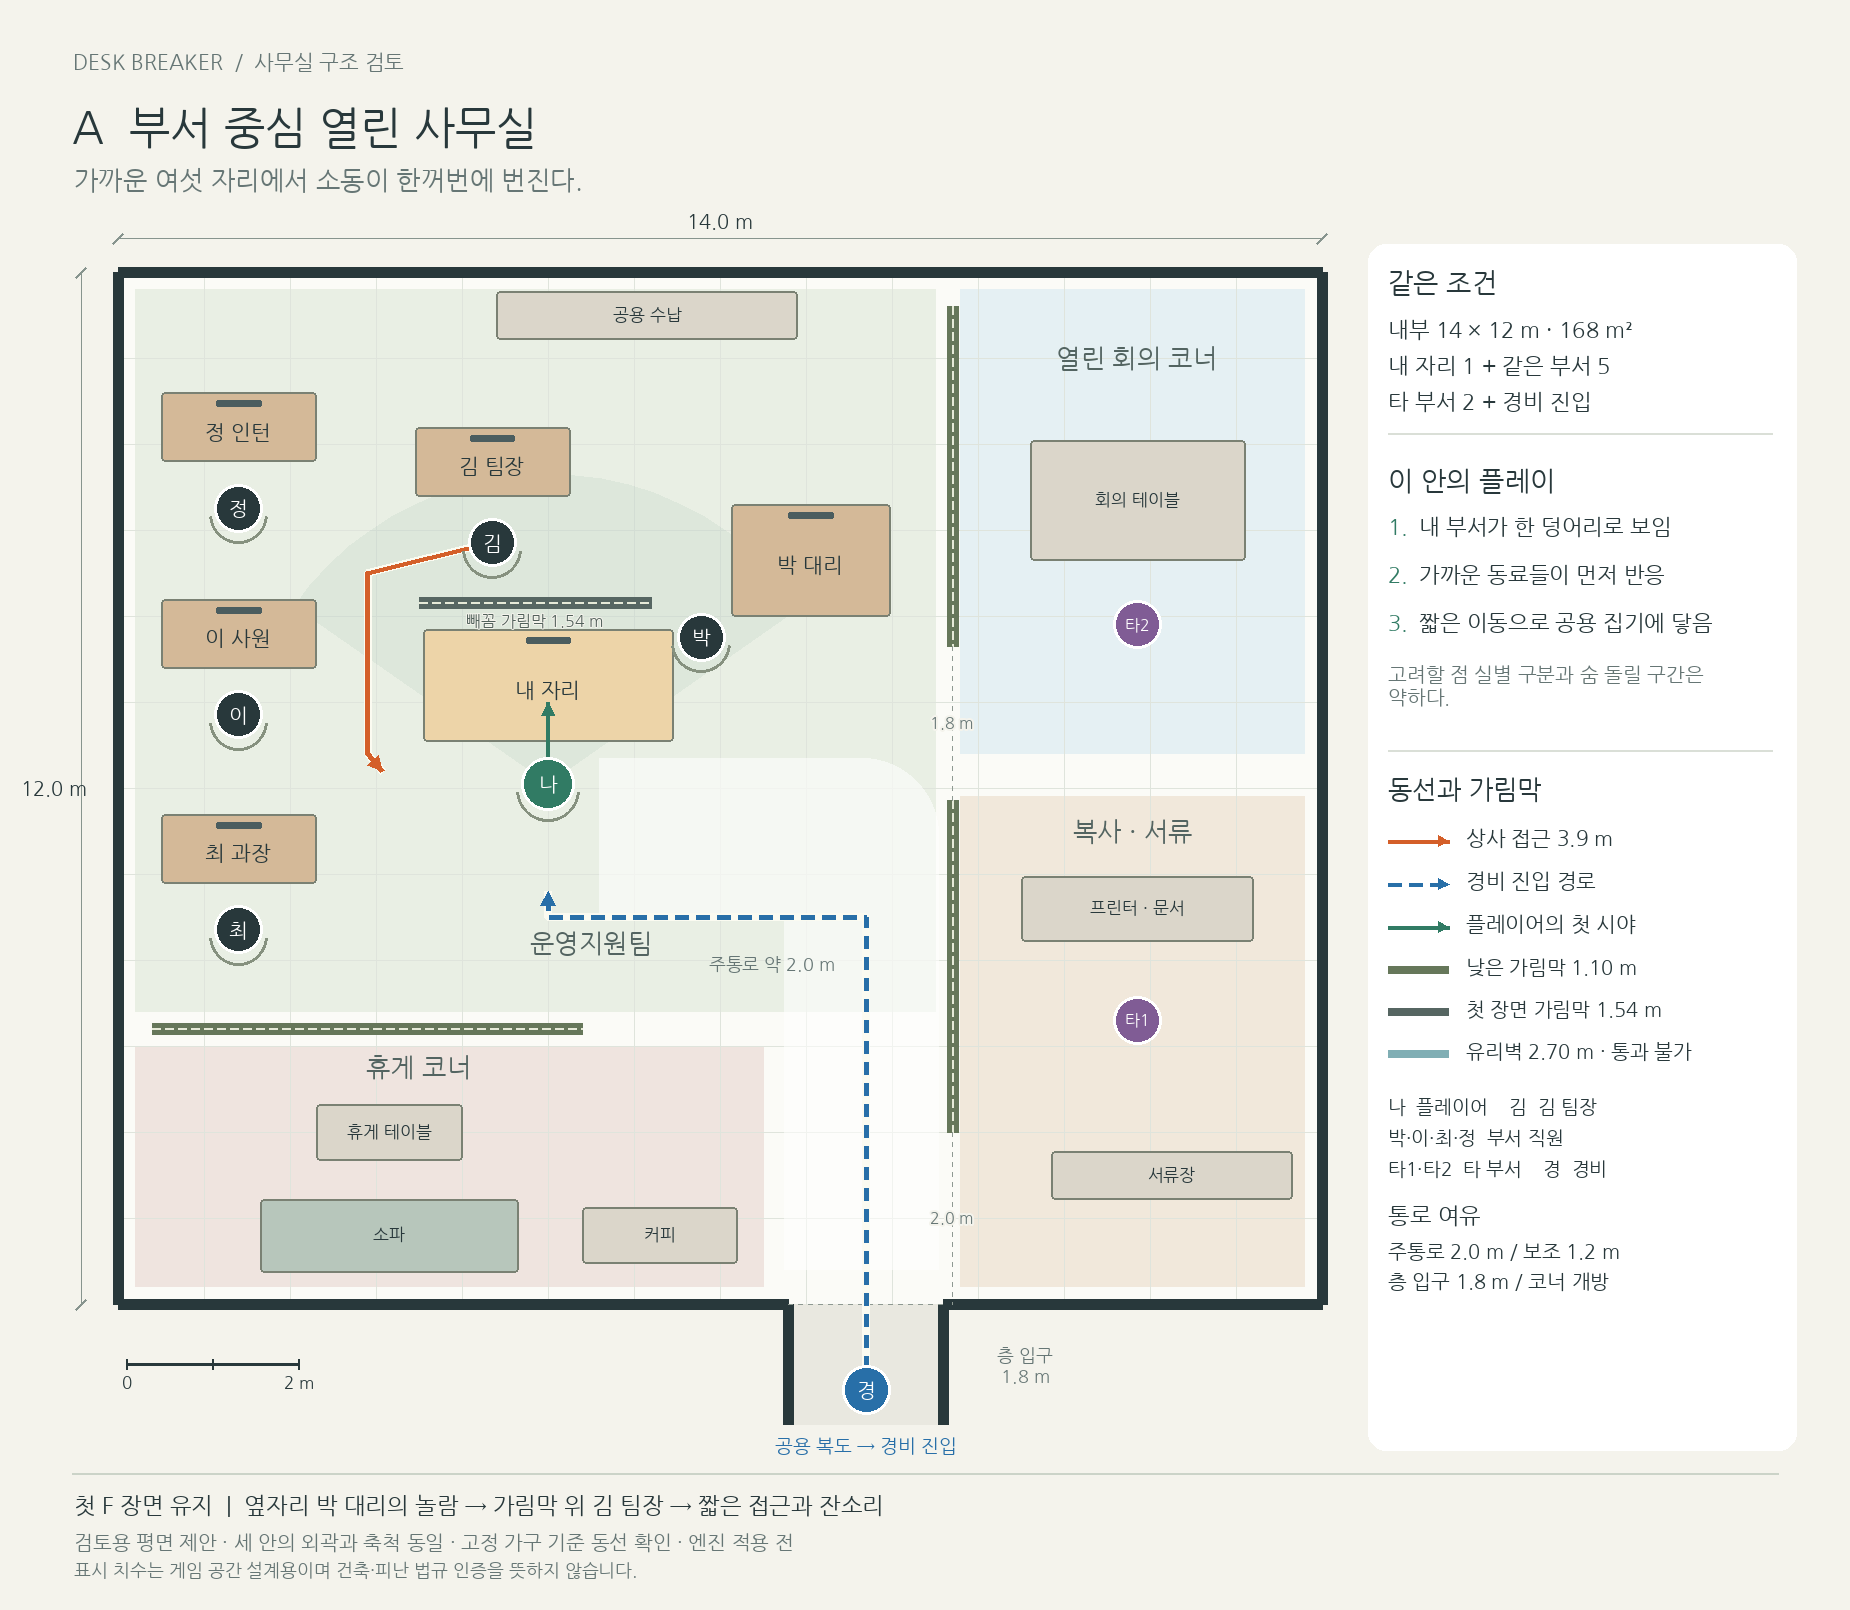 DESK BREAKER / 사무실 구조 검토
A 부서 중심 열린 사무실
가까운 여섯 자리에서 소동이 한꺼번에 번진다.
14.0 m
12.0 m
공용 수납
정 인턴
정
김 팀장
김
박 대리
박
빼꼼 가림막 1.54 m
내 자리
나
이 사원
이
최 과장
최
운영지원팀
주통로 약 2.0 m
열린 회의 코너
회의 테이블
타2
1.8 m
복사 · 서류
프린터 · 문서
타1
서류장
2.0 m
휴게 코너
휴게 테이블
소파
커피
0
2 m
경
층 입구
1.8 m
공용 복도 → 경비 진입
같은 조건
내부 14 × 12 m · 168 m²
내 자리 1 + 같은 부서 5
타 부서 2 + 경비 진입
이 안의 플레이
1. 내 부서가 한 덩어리로 보임
2. 가까운 동료들이 먼저 반응
3. 짧은 이동으로 공용 집기에 닿음
고려할 점 실별 구분과 숨 돌릴 구간은
약하다.
동선과 가림막
상사 접근 3.9 m
경비 진입 경로
플레이어의 첫 시야
낮은 가림막 1.10 m
첫 장면 가림막 1.54 m
유리벽 2.70 m · 통과 불가
나 플레이어 김 김 팀장
박·이·최·정 부서 직원
타1·타2 타 부서 경 경비
통로 여유
주통로 2.0 m / 보조 1.2 m
층 입구 1.8 m / 코너 개방
첫 F 장면 유지 | 옆자리 박 대리의 놀람 → 가림막 위 김 팀장 → 짧은 접근과 잔소리
검토용 평면 제안 · 세 안의 외곽과 축척 동일 · 고정 가구 기준 동선 확인 · 엔진 적용 전
표시 치수는 게임 공간 설계용이며 건축·피난 법규 인증을 뜻하지 않습니다.